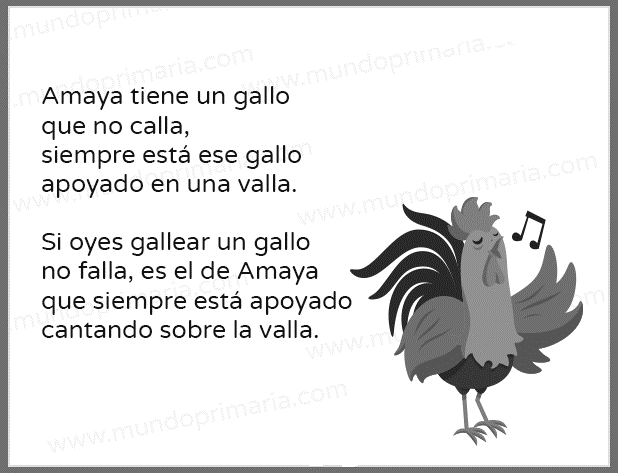 Amaya tiene un gallo
que no calla,
siempre está ese gallo
apoyado en una valla.

Si oyes gallear un gallo
no falla, es el de Amaya
que siempre está apoyado
cantando sobre la valla.

www.mundoprimaria.com